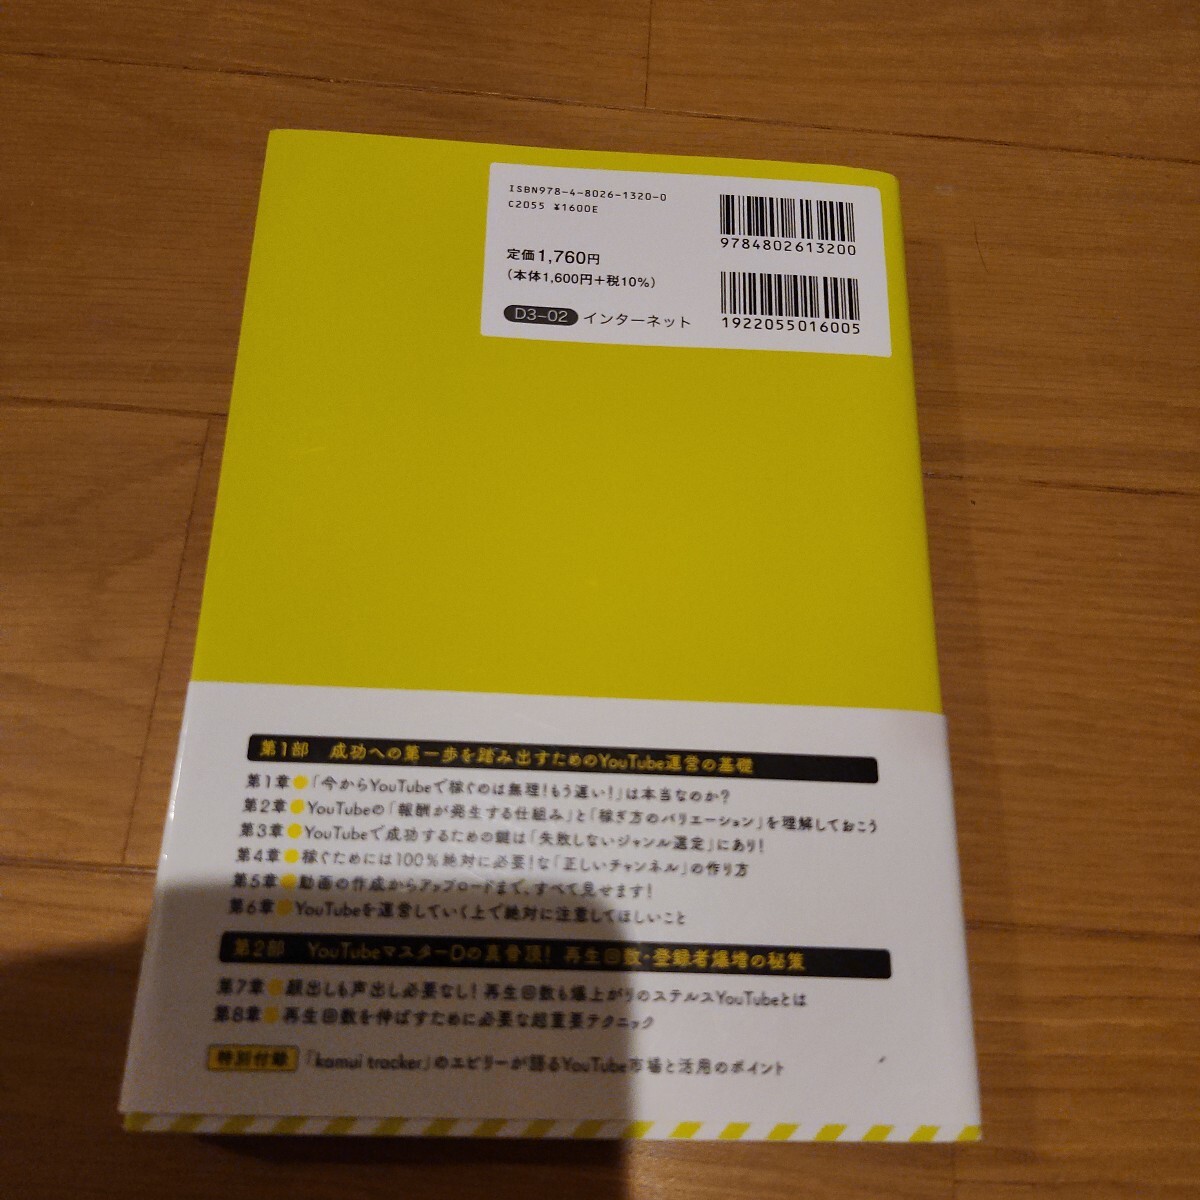 ISBN978-4-8026-1320-0
C2055 ¥1600E
9784802613200
定価1,760円
(本体1,600円+税10%)
D3-02 インターネット
1922055016005
第1部 成功への第一歩を踏み出すためのYouTube運営の基礎
第1章●「今からYouTubeで稼ぐのは無理!もう遅い!」は本当なのか?
第2章●YouTubeの「報酬が発生する仕組み」と「稼ぎ方のバリエーション」を理解しておこう
第3章●YouTubeで成功するための鍵は「失敗しないジャンル選定」にあり!
第4章●稼ぐためには100%絶対に必要!な「正しいチャンネル」の作り方
第5章●動画の作成からアップロードまで、すべて見せます!
第6章●YouTubeを運営していく上で絶対に注意してほしいこと
第2部 YouTubeマスターDの真骨頂! 再生回数・登録者爆増の秘策
第7章●顔出しも声出し必要なし!再生回数も爆上がりのステルスYouTubeとは
第8章●再生回数を伸ばすために必要な超重要テクニック
特別付録 「kamui tracker」のエビリーが語るYouTube市場と活用のポイント